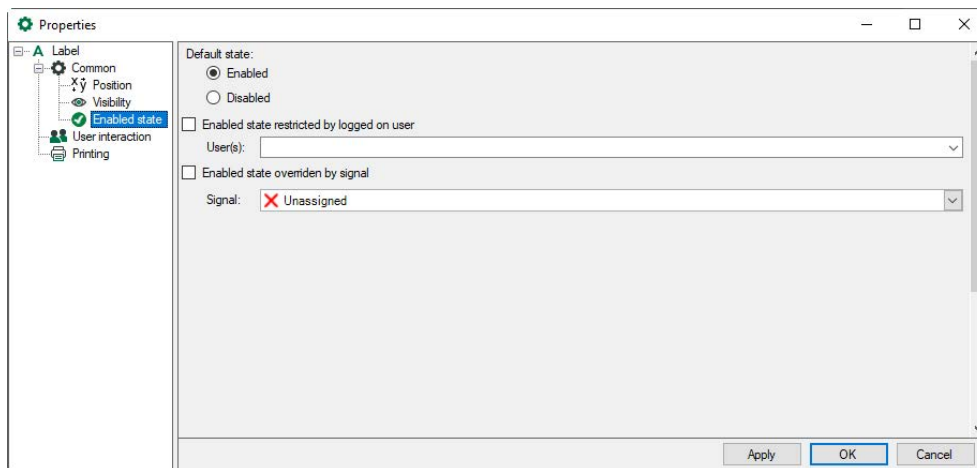 Properties
A Label
Common
Position
Visibility
Enabled state
User interaction
Printing
Default state:
Enabled
Disabled
Enabled state restricted by logged on user
User(s):
Enabled state overriden by signal
Signal: Unassigned
Apply OK Cancel